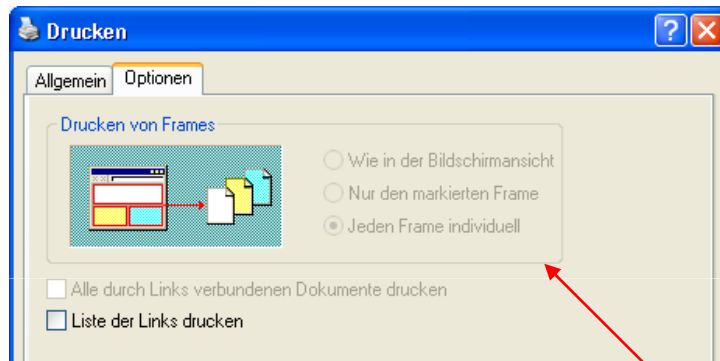 Drucken
Allgemein Optionen
Drucken von Frames
Wie in der Bildschirmansicht
Nur den markierten Frame
Jeden Frame individuell
Alle durch Links verbundenen Dokumente drucken
Liste der Links drucken